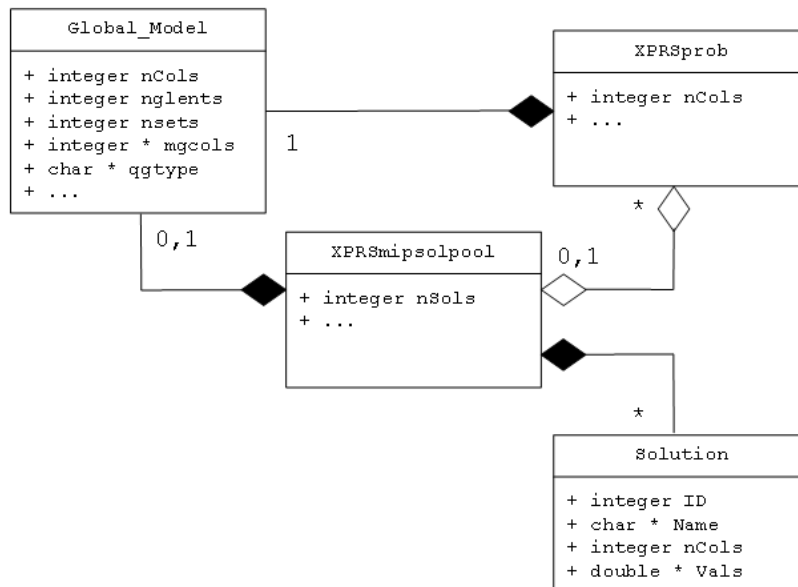 Global_Model
+ integer nCols
+ integer nglents
+ integer nsets
+ integer * mgcols
+ char * qgtype
+ ...
XPRSprob
+ integer nCols
+ ...
1
*
0,1
0,1
XPRSmipsolpool
+ integer nSols
+ ...
*
Solution
+ integer ID
+ char * Name
+ integer nCols
+ double * Vals